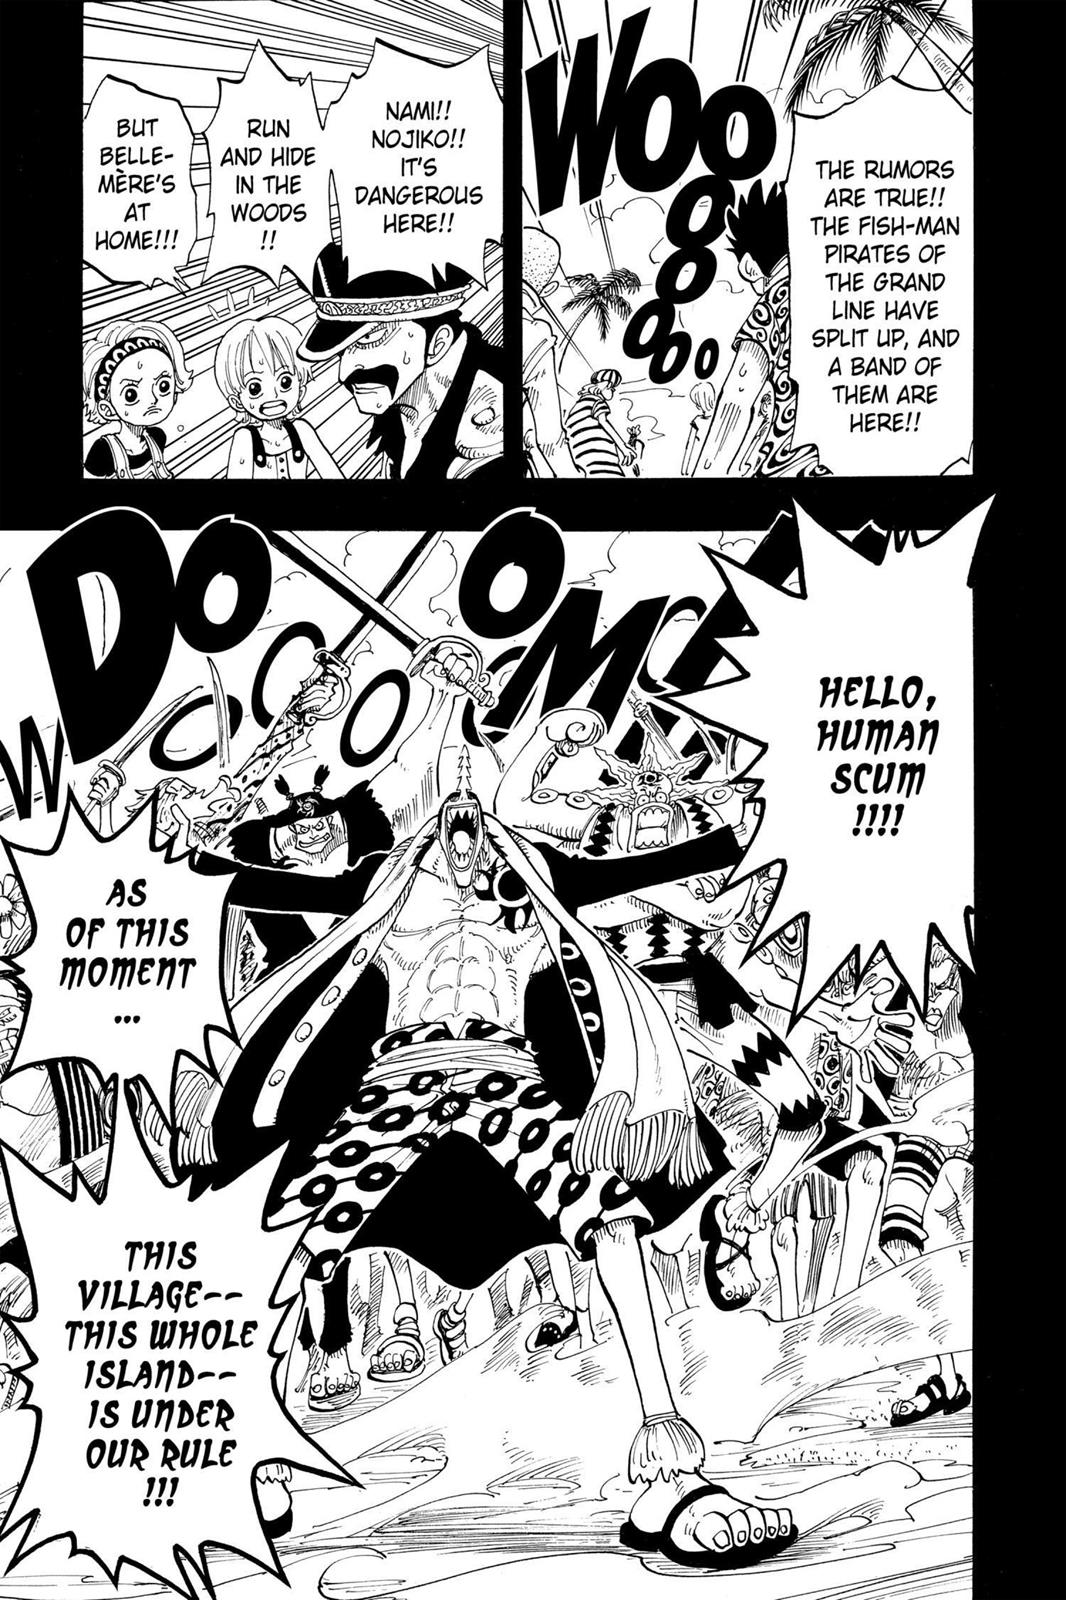 THE RUMORS
ARE TRUE!!
THE FISH-MAN
PIRATES OF
THE GRAND
LINE HAVE
SPLIT UP, AND
A BAND OF
THEM ARE
HERE!!
WOOOOOOOO
NAMI!!
NOJIKO!!
IT'S
DANGEROUS
HERE!!
RUN
AND HIDE
IN THE
WOODS
!!
BUT
BELLE-
MÈRE'S
AT
HOME!!!
HELLO,
HUMAN
SCUM
!!!!
DOOM
AS
OF THIS
MOMENT
...
THIS
VILLAGE--
THIS WHOLE
ISLAND--
IS UNDER
OUR RULE
!!!